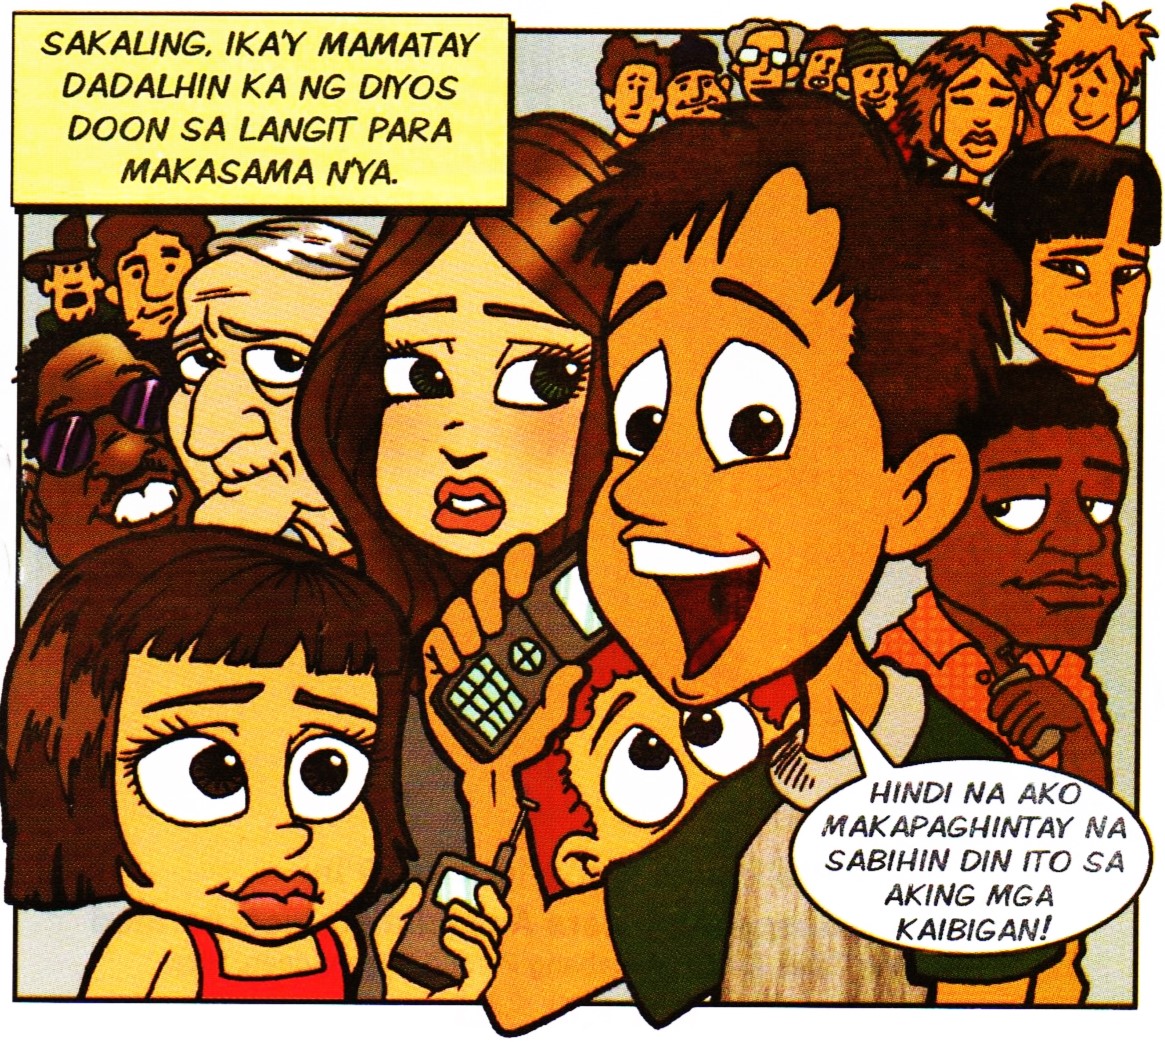 SAKALING, IKA'Y MAMATAY
DADALHIN KA NG DIYOS
DOON SA LANGIT PARA
MAKASAMA N'YA.
HINDI NA AKO
MAKAPAGHINTAY NA
SABIHIN DIN ITO SA
AKING MGA
KAIBIGAN!